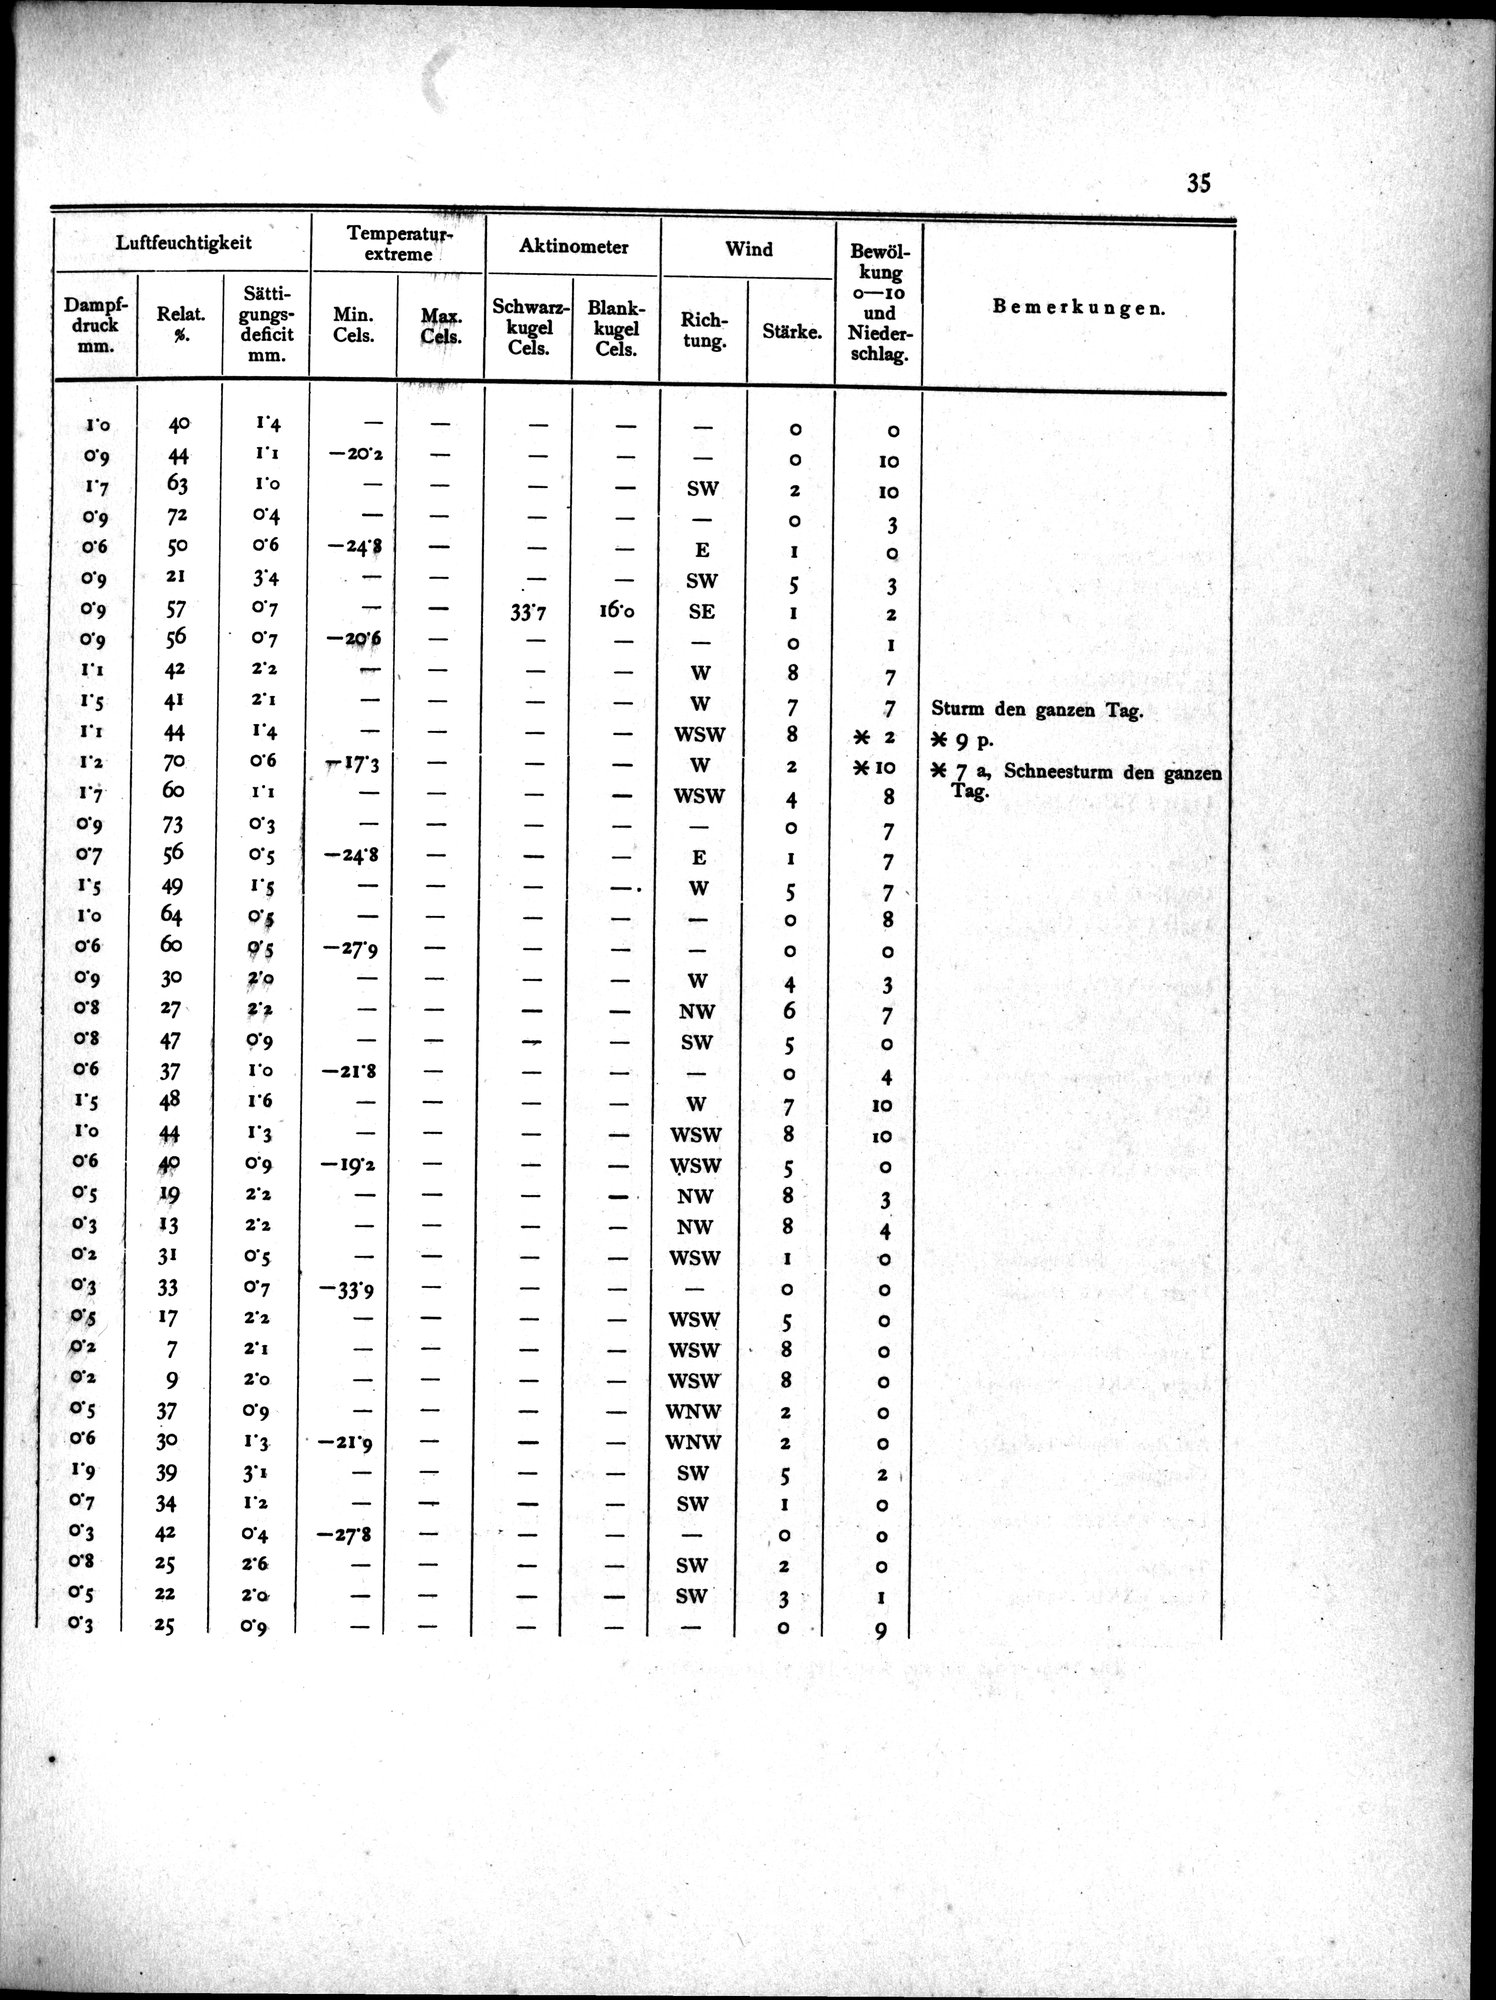 35
Luftfeuchtigkeit | Temperatur-extreme | Aktinometer | Wind | Bewölkung 0—10 und Niederschlag. | Bemerkungen.
Dampfdruck mm. | Relat. %. | Sättigungsdeficit mm. | Min. Cels. | Max. Cels. | Schwarzkugel Cels. | Blankkugel Cels. | Richtung. | Stärke.
1·0 | 40 | 1·4 | — | — | — | — | — | 0 | 0
0·9 | 44 | 1·1 | —20·2 | — | — | — | — | 0 | 10
1·7 | 63 | 1·0 | — | — | — | — | SW | 2 | 10
0·9 | 72 | 0·4 | — | — | — | — | — | 0 | 3
0·6 | 50 | 0·6 | —24·8 | — | — | — | E | 1 | 0
0·9 | 21 | 3·4 | — | — | — | — | SW | 5 | 3
0·9 | 57 | 0·7 | — | — | 33·7 | 16·0 | SE | 1 | 2
0·9 | 56 | 0·7 | —20·6 | — | — | — | — | 0 | 1
1·1 | 42 | 2·2 | — | — | — | — | W | 8 | 7
1·5 | 41 | 2·1 | — | — | — | — | W | 7 | 7 | Sturm den ganzen Tag.
1·1 | 44 | 1·4 | — | — | — | — | WSW | 8 | * 2 | * 9 p.
1·2 | 70 | 0·6 | —17·3 | — | — | — | W | 2 | * 10 | * 7 a, Schneesturm den ganzen
Tag.
1·7 | 60 | 1·1 | — | — | — | — | WSW | 4 | 8
0·9 | 73 | 0·3 | — | — | — | — | — | 0 | 7
0·7 | 56 | 0·5 | —24·8 | — | — | — | E | 1 | 7
1·5 | 49 | 1·5 | — | — | — | — | W | 5 | 7
1·0 | 64 | 0·5 | — | — | — | — | — | 0 | 8
0·6 | 60 | 0·5 | —27·9 | — | — | — | — | 0 | 0
0·9 | 30 | 2·0 | — | — | — | — | W | 4 | 3
0·8 | 27 | 2·2 | — | — | — | — | NW | 6 | 7
0·8 | 47 | 0·9 | — | — | — | — | SW | 5 | 0
0·6 | 37 | 1·0 | —21·8 | — | — | — | — | 0 | 4
1·5 | 48 | 1·6 | — | — | — | — | W | 7 | 10
1·0 | 44 | 1·3 | — | — | — | — | WSW | 8 | 10
0·6 | 40 | 0·9 | —19·2 | — | — | — | WSW | 5 | 0
0·5 | 19 | 2·2 | — | — | — | — | NW | 8 | 3
0·3 | 13 | 2·2 | — | — | — | — | NW | 8 | 4
0·2 | 31 | 0·5 | — | — | — | — | WSW | 1 | 0
0·3 | 33 | 0·7 | —33·9 | — | — | — | — | 0 | 0
0·5 | 17 | 2·2 | — | — | — | — | WSW | 5 | 0
0·2 | 7 | 2·1 | — | — | — | — | WSW | 8 | 0
0·2 | 9 | 2·0 | — | — | — | — | WSW | 8 | 0
0·5 | 37 | 0·9 | — | — | — | — | WNW | 2 | 0
0·6 | 30 | 1·3 | —21·9 | — | — | — | WNW | 2 | 0
1·9 | 39 | 3·1 | — | — | — | — | SW | 5 | 2
0·7 | 34 | 1·2 | — | — | — | — | SW | 1 | 0
0·3 | 42 | 0·4 | —27·8 | — | — | — | — | 0 | 0
0·8 | 25 | 2·6 | — | — | — | — | SW | 2 | 0
0·5 | 22 | 2·0 | — | — | — | — | SW | 3 | 1
0·3 | 25 | 0·9 | — | — | — | — | — | 0 | 9